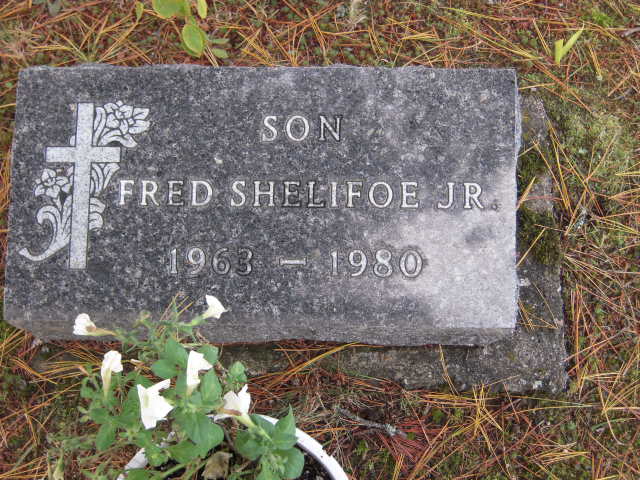 SON
FRED SHELIFOE JR.
1963 – 1980